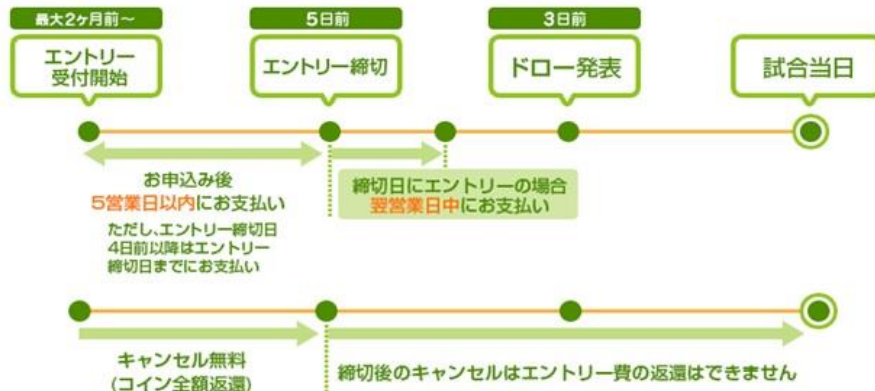 最大2ヶ月前～
エントリー
受付開始
5日前
エントリー締切
3日前
ドロー発表
試合当日
お申込み後
5営業日以内にお支払い
ただし、エントリー締切日
4日前以降はエントリー
締切日までにお支払い
締切日にエントリーの場合
翌営業日中にお支払い
キャンセル無料
(コイン全額返還)
締切後のキャンセルはエントリー費の返還はできません